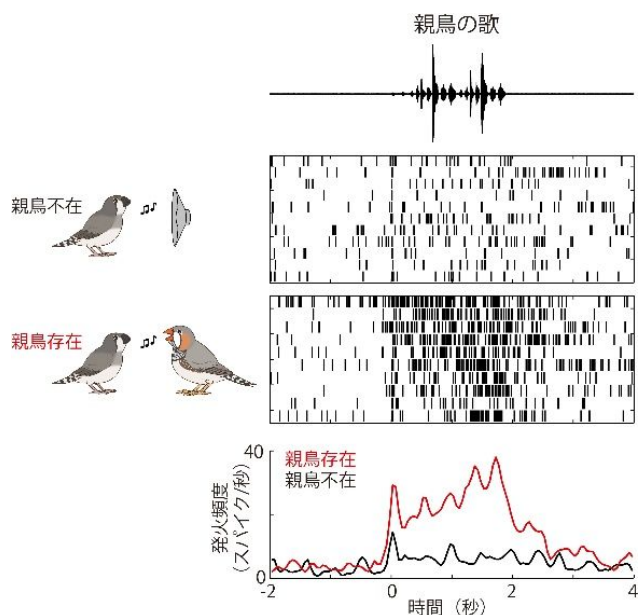 親鳥の歌
親鳥不在
親鳥存在
親鳥存在
親鳥不在
発火頻度
(スパイク/秒)
40
0
-2
0
2
4
時間（秒）